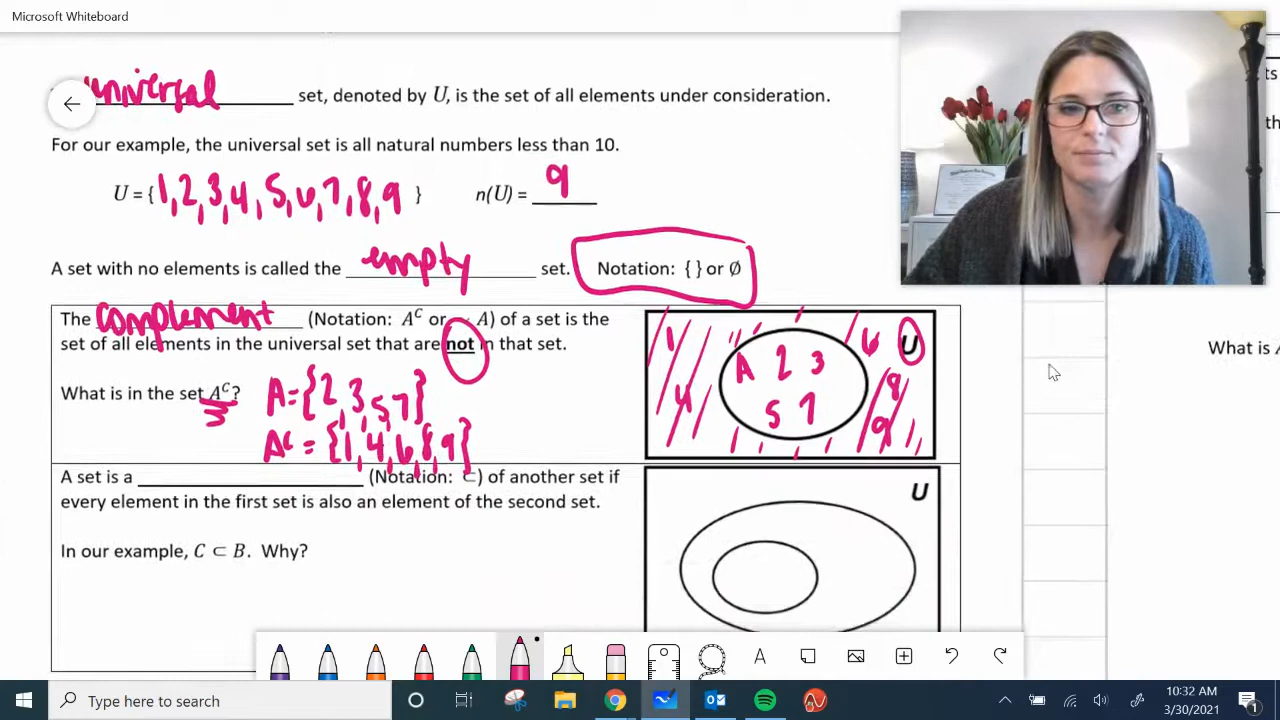 Microsoft Whiteboard
universal set, denoted by U, is the set of all elements under consideration.
For our example, the universal set is all natural numbers less than 10.
U = { 1,2,3,4,5,6,7,8,9 } n(U) = 9
A set with no elements is called the empty set. Notation: { } or Ø
The complement (Notation: Aᶜ or ~ A) of a set is the
set of all elements in the universal set that are not in that set.
What is in the set Aᶜ? A={2,3,5,7}
Aᶜ = {1,4,6,8,9}
1 6 U
A 2 3
4 5 7 8
9
A set is a (Notation: ⊂) of another set if
every element in the first set is also an element of the second set.
In our example, C ⊂ B. Why?
U
What is
Type here to search
10:32 AM
3/30/2021
1